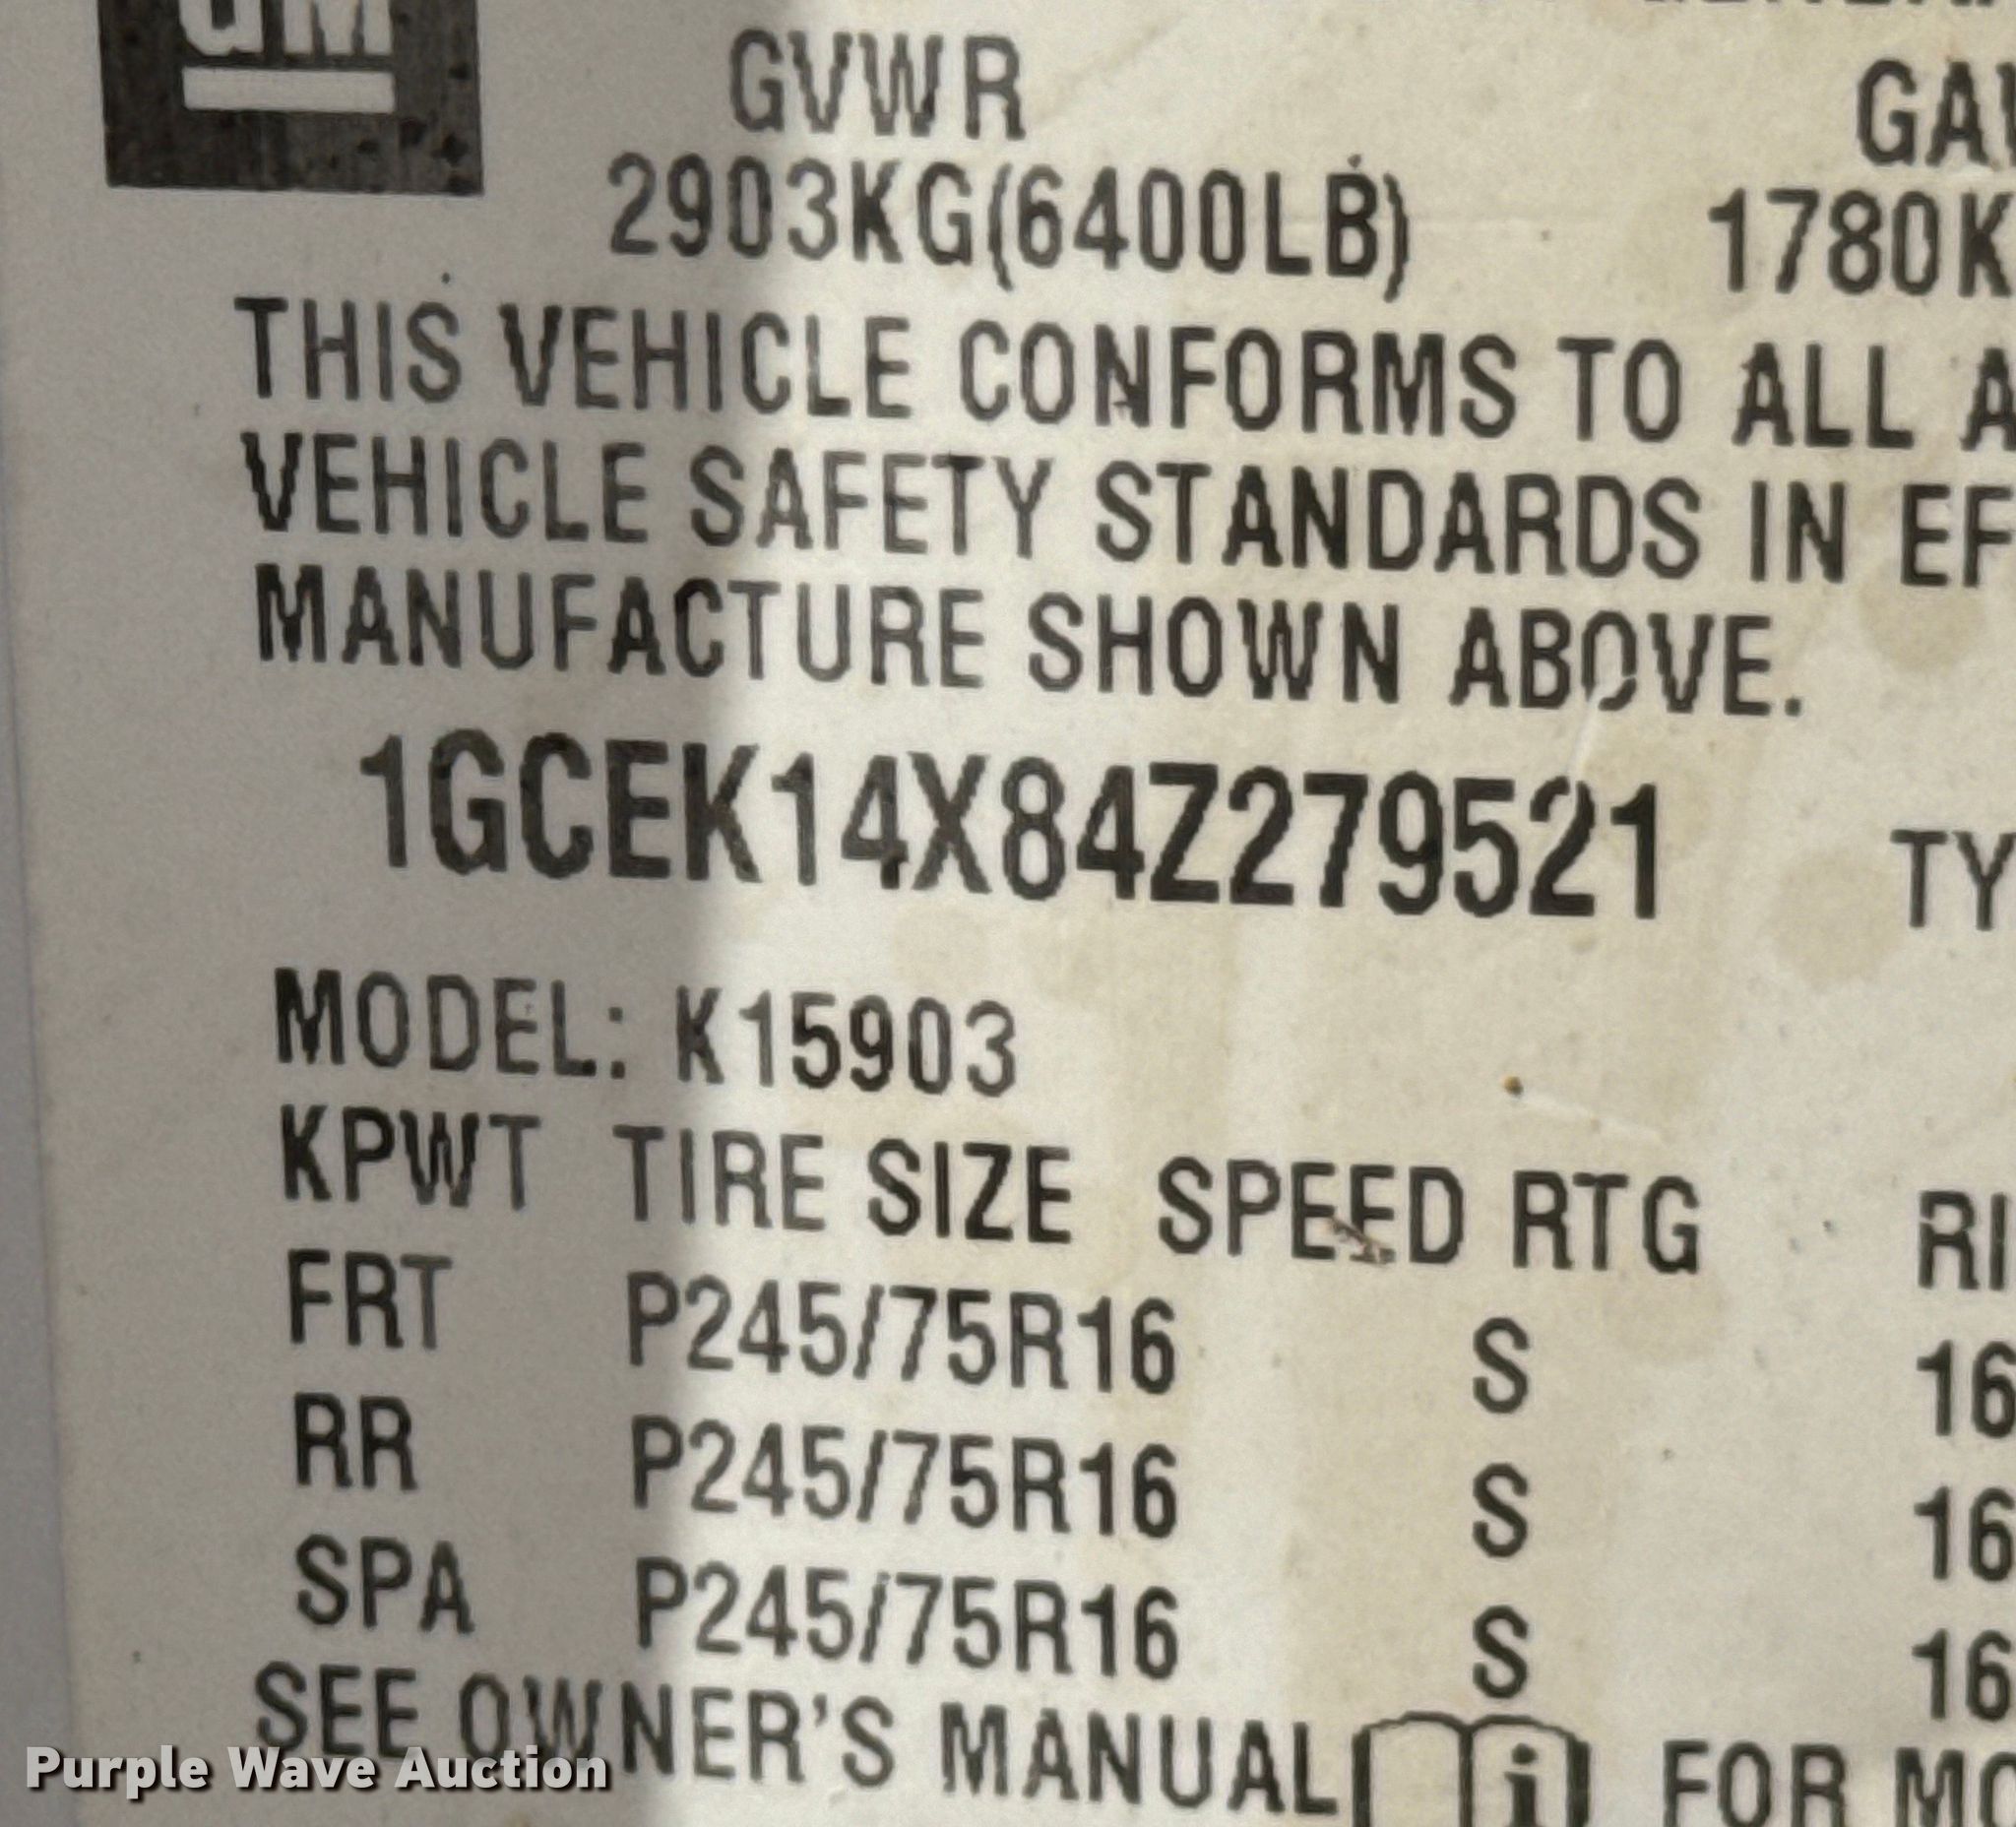 GM
GVWR
2903KG(6400LB)
1780K
THIS VEHICLE CONFORMS TO ALL A
VEHICLE SAFETY STANDARDS IN EF
MANUFACTURE SHOWN ABOVE.
1GCEK14X84Z279521 TY
MODEL: K15903
KPWT TIRE SIZE SPEED RTG RI
FRT P245/75R16 S 16
RR P245/75R16 S 16
SPA P245/75R16 S 16
SEE OWNER'S MANUAL i FOR MO
Purple Wave Auction